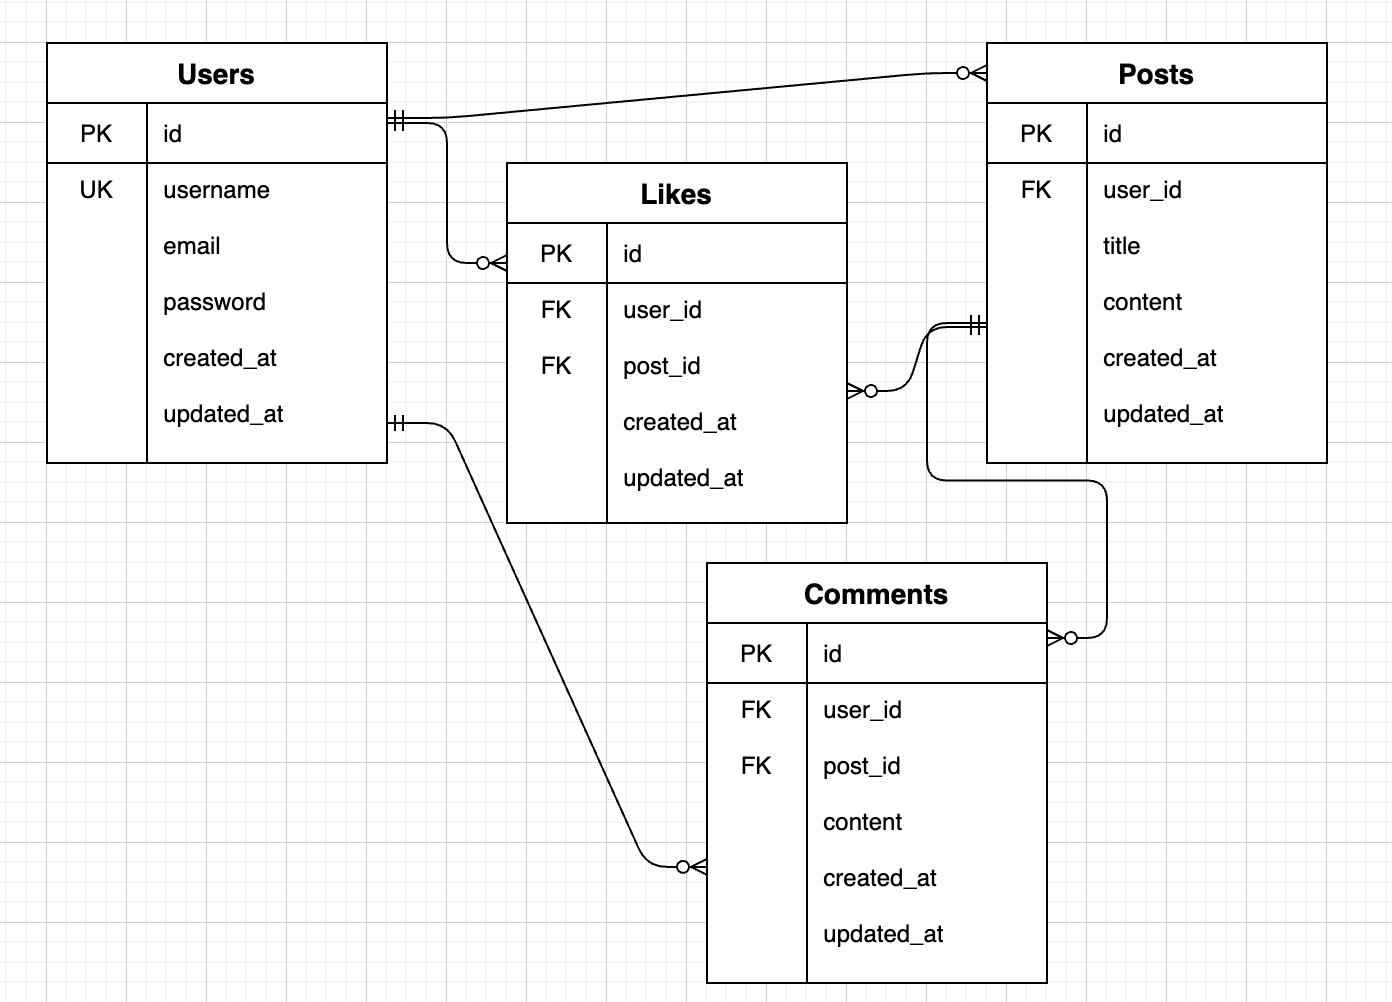 Users
PK id
UK username
email
password
created_at
updated_at
Likes
PK id
FK user_id
FK post_id
created_at
updated_at
Posts
PK id
FK user_id
title
content
created_at
updated_at
Comments
PK id
FK user_id
FK post_id
content
created_at
updated_at